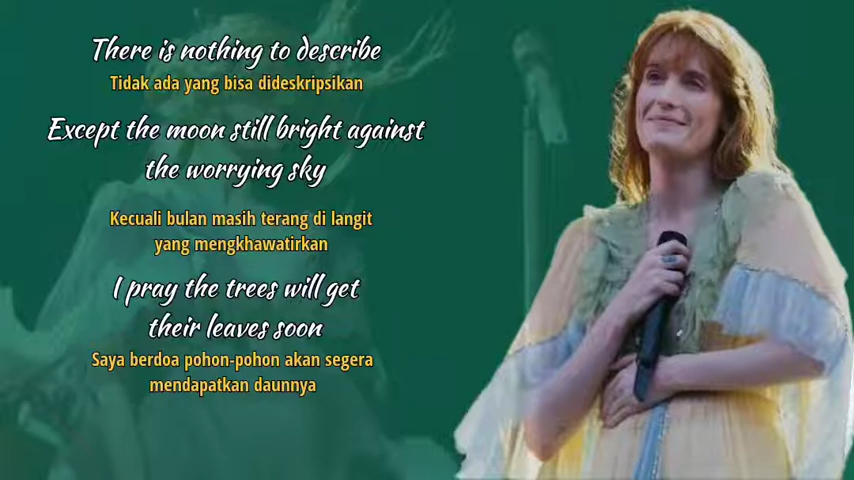 There is nothing to describe
Tidak ada yang bisa dideskripsikan
Except the moon still bright against
the worrying sky
Kecuali bulan masih terang di langit
yang mengkhawatirkan
I pray the trees will get
their leaves soon
Saya berdoa pohon-pohon akan segera
mendapatkan daunnya